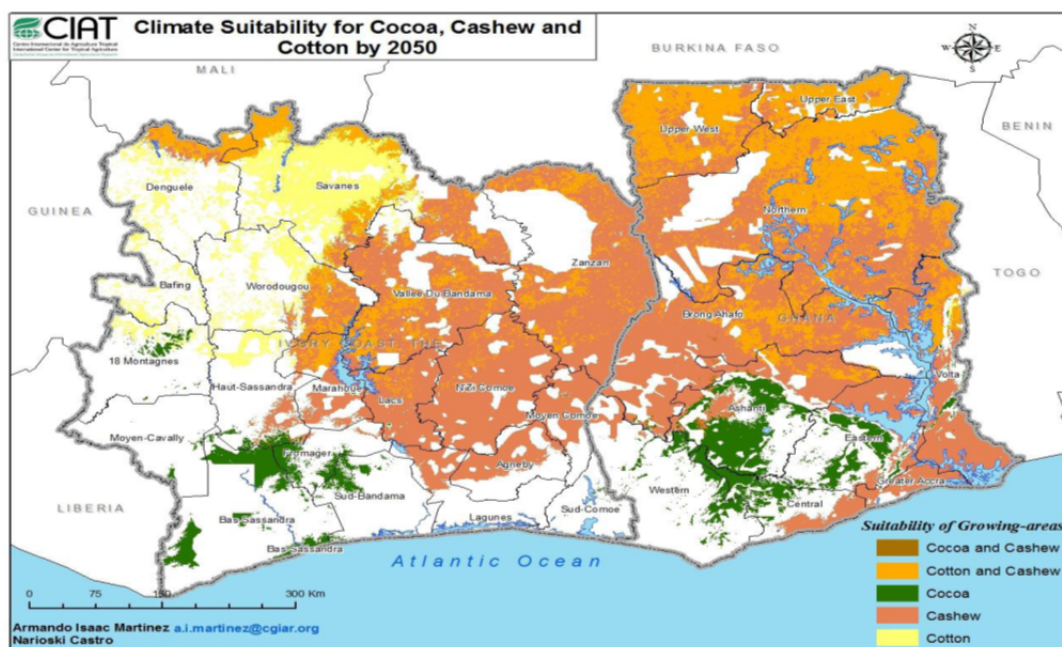 CIAT
Centro Internacional de Agricultura Tropical
International Center for Tropical Agriculture
Climate Suitability for Cocoa, Cashew and
Cotton by 2050
N
W
E
S
MALI
BURKINA FASO
BENIN
GUINEA
TOGO
LIBERIA
IVORY COAST, THE
GHANA
Upper East
Upper West
Denguele
Savanes
Northern
Zanzan
Bafing
Worodougou
Vallee Du Bandama
Brong Ahafo
18 Montagnes
Haut-Sassandra
Marahoue
Lacs
N'Zi Comoe
Moyen Comoe
Ashanti
Volta
Moyen-Cavally
Fromager
Agneby
Eastern
Greater Accra
Sud-Bandama
Western
Central
Bas-Sassandra
Lagunes
Sud-Comoe
Bas-Sassandra
Atlantic Ocean
0 75 150 300 Km
Armando Isaac Martinez a.i.martinez@cgiar.org
Narioski Castro
Suitability of Growing-areas
Cocoa and Cashew
Cotton and Cashew
Cocoa
Cashew
Cotton